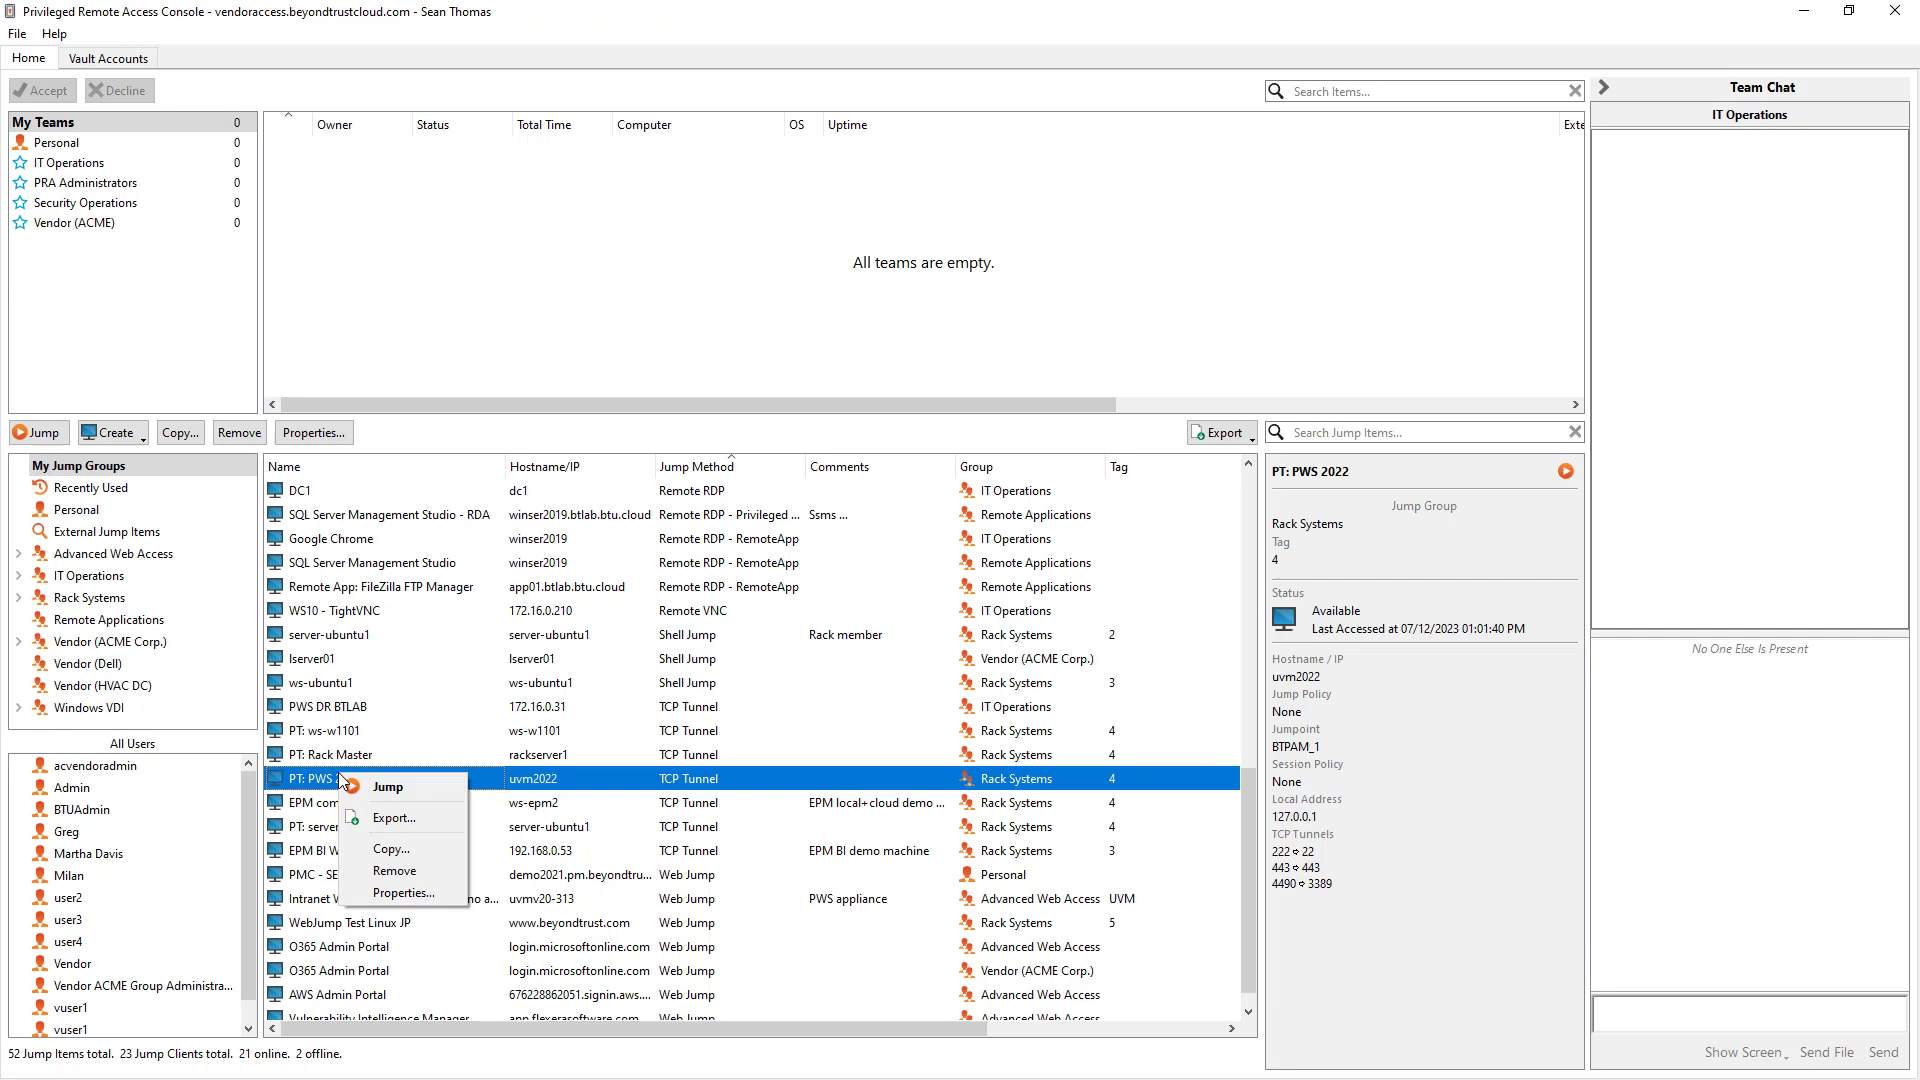 Privileged Remote Access Console - vendoraccess.beyondtrustcloud.com - Sean Thomas
File Help
Home Vault Accounts
Accept Decline
Search Items...
My Teams 0
Personal 0
IT Operations 0
PRA Administrators 0
Security Operations 0
Vendor (ACME) 0
Owner Status Total Time Computer OS Uptime Exte
All teams are empty.
Team Chat
IT Operations
Jump Create Copy... Remove Properties... Export
Search Jump Items...
My Jump Groups
Recently Used
Personal
External Jump Items
Advanced Web Access
IT Operations
Rack Systems
Remote Applications
Vendor (ACME Corp.)
Vendor (Dell)
Vendor (HVAC DC)
Windows VDI
All Users
acvendoradmin
Admin
BTUAdmin
Greg
Martha Davis
Milan
user2
user3
user4
Vendor
Vendor ACME Group Administra...
vuser1
vuser1
Name Hostname/IP Jump Method Comments Group Tag
DC1 dc1 Remote RDP IT Operations
SQL Server Management Studio - RDA winser2019.btlab.btu.cloud Remote RDP - Privileged ... Ssms ... Remote Applications
Google Chrome winser2019 Remote RDP - RemoteApp IT Operations
SQL Server Management Studio winser2019 Remote RDP - RemoteApp Remote Applications
Remote App: FileZilla FTP Manager app01.btlab.btu.cloud Remote RDP - RemoteApp Remote Applications
WS10 - TightVNC 172.16.0.210 Remote VNC IT Operations
server-ubuntu1 server-ubuntu1 Shell Jump Rack member Rack Systems 2
lserver01 lserver01 Shell Jump Vendor (ACME Corp.)
ws-ubuntu1 ws-ubuntu1 Shell Jump Rack Systems 3
PWS DR BTLAB 172.16.0.31 TCP Tunnel IT Operations
PT: ws-w1101 ws-w1101 TCP Tunnel Rack Systems 4
PT: Rack Master rackserver1 TCP Tunnel Rack Systems 4
PT: PWS uvm2022 TCP Tunnel Rack Systems 4
EPM com ws-epm2 TCP Tunnel EPM local+cloud demo ... Rack Systems 4
PT: server server-ubuntu1 TCP Tunnel Rack Systems 4
EPM BI W 192.168.0.53 TCP Tunnel EPM BI demo machine Rack Systems 3
PMC - SE demo2021.pm.beyondtru... Web Jump Personal
Intranet no a... uvmv20-313 Web Jump PWS appliance Advanced Web Access UVM
WebJump Test Linux JP www.beyondtrust.com Web Jump Rack Systems 5
O365 Admin Portal login.microsoftonline.com Web Jump Advanced Web Access
O365 Admin Portal login.microsoftonline.com Web Jump Vendor (ACME Corp.)
AWS Admin Portal 676228862051.signin.aws.... Web Jump Advanced Web Access
Vulnerability Intelligence Manager app.flexerasoftware.com Web Jump Advanced Web Access
Jump
Export...
Copy...
Remove
Properties...
PT: PWS 2022
Jump Group
Rack Systems
Tag
4
Status
Available
Last Accessed at 07/12/2023 01:01:40 PM
Hostname / IP
uvm2022
Jump Policy
None
Jumpoint
BTPAM_1
Session Policy
None
Local Address
127.0.0.1
TCP Tunnels
222 ➪ 22
443 ➪ 443
4490 ➪ 3389
No One Else Is Present
Show Screen Send File Send
52 Jump Items total. 23 Jump Clients total. 21 online. 2 offline.